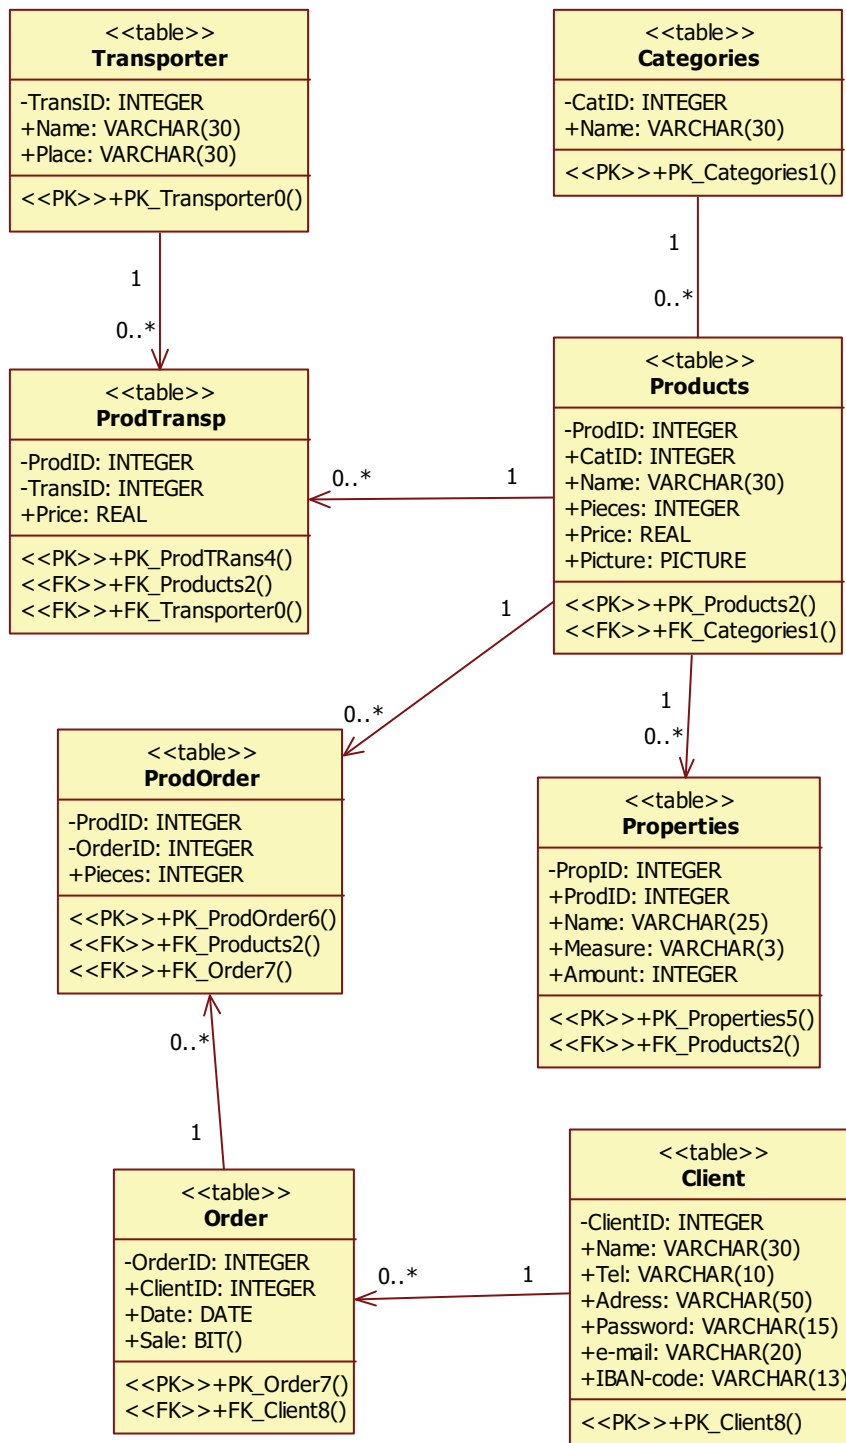 <<table>>
Transporter
-TransID: INTEGER
+Name: VARCHAR(30)
+Place: VARCHAR(30)
<<PK>>+PK_Transporter0()
<<table>>
Categories
-CatID: INTEGER
+Name: VARCHAR(30)
<<PK>>+PK_Categories1()
1
0..*
1
0..*
<<table>>
ProdTransp
-ProdID: INTEGER
-TransID: INTEGER
+Price: REAL
<<PK>>+PK_ProdTRans4()
<<FK>>+FK_Products2()
<<FK>>+FK_Transporter0()
0..*
1
<<table>>
Products
-ProdID: INTEGER
+CatID: INTEGER
+Name: VARCHAR(30)
+Pieces: INTEGER
+Price: REAL
+Picture: PICTURE
<<PK>>+PK_Products2()
<<FK>>+FK_Categories1()
1
0..*
1
0..*
<<table>>
ProdOrder
-ProdID: INTEGER
-OrderID: INTEGER
+Pieces: INTEGER
<<PK>>+PK_ProdOrder6()
<<FK>>+FK_Products2()
<<FK>>+FK_Order7()
<<table>>
Properties
-PropID: INTEGER
+ProdID: INTEGER
+Name: VARCHAR(25)
+Measure: VARCHAR(3)
+Amount: INTEGER
<<PK>>+PK_Properties5()
<<FK>>+FK_Products2()
0..*
1
<<table>>
Order
-OrderID: INTEGER
+ClientID: INTEGER
+Date: DATE
+Sale: BIT()
<<PK>>+PK_Order7()
<<FK>>+FK_Client8()
0..*
1
<<table>>
Client
-ClientID: INTEGER
+Name: VARCHAR(30)
+Tel: VARCHAR(10)
+Adress: VARCHAR(50)
+Password: VARCHAR(15)
+e-mail: VARCHAR(20)
+IBAN-code: VARCHAR(13)
<<PK>>+PK_Client8()